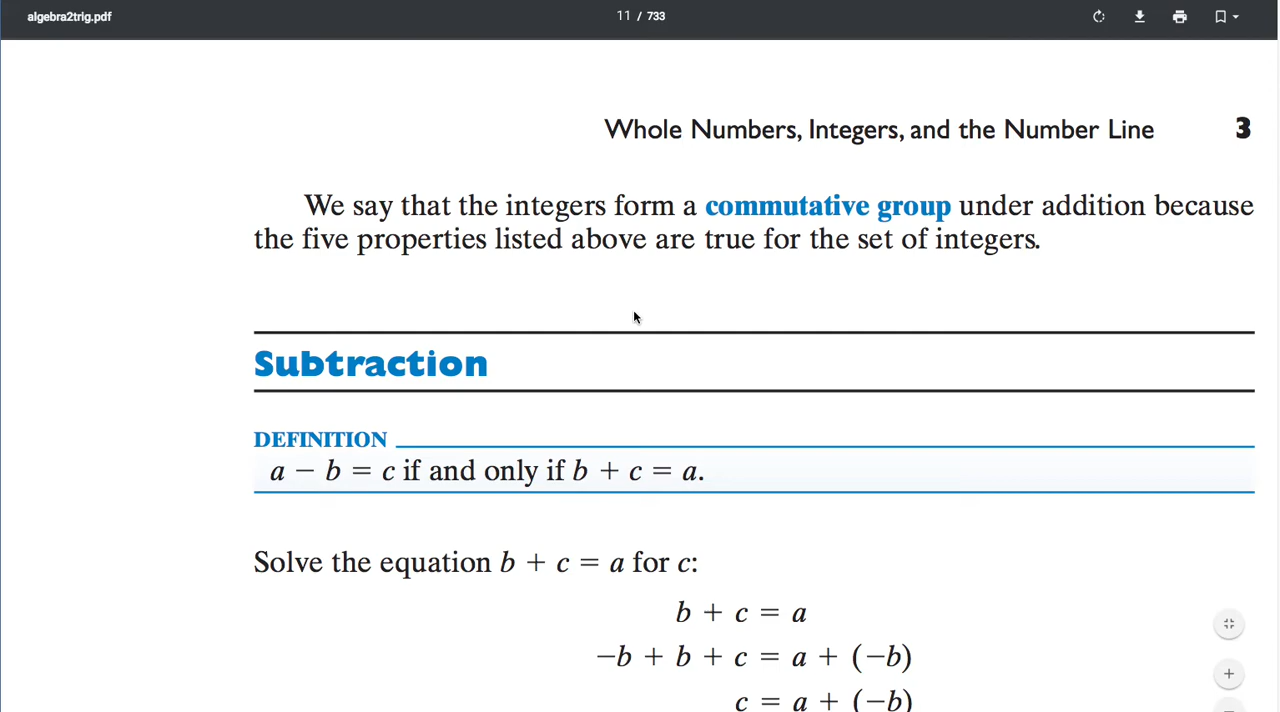 algebra2trig.pdf
11 / 733
Whole Numbers, Integers, and the Number Line 3
We say that the integers form a commutative group under addition because
the five properties listed above are true for the set of integers.
Subtraction
DEFINITION
a − b = c if and only if b + c = a.
Solve the equation b + c = a for c:
b + c = a
−b + b + c = a + (−b)
c = a + (−b)